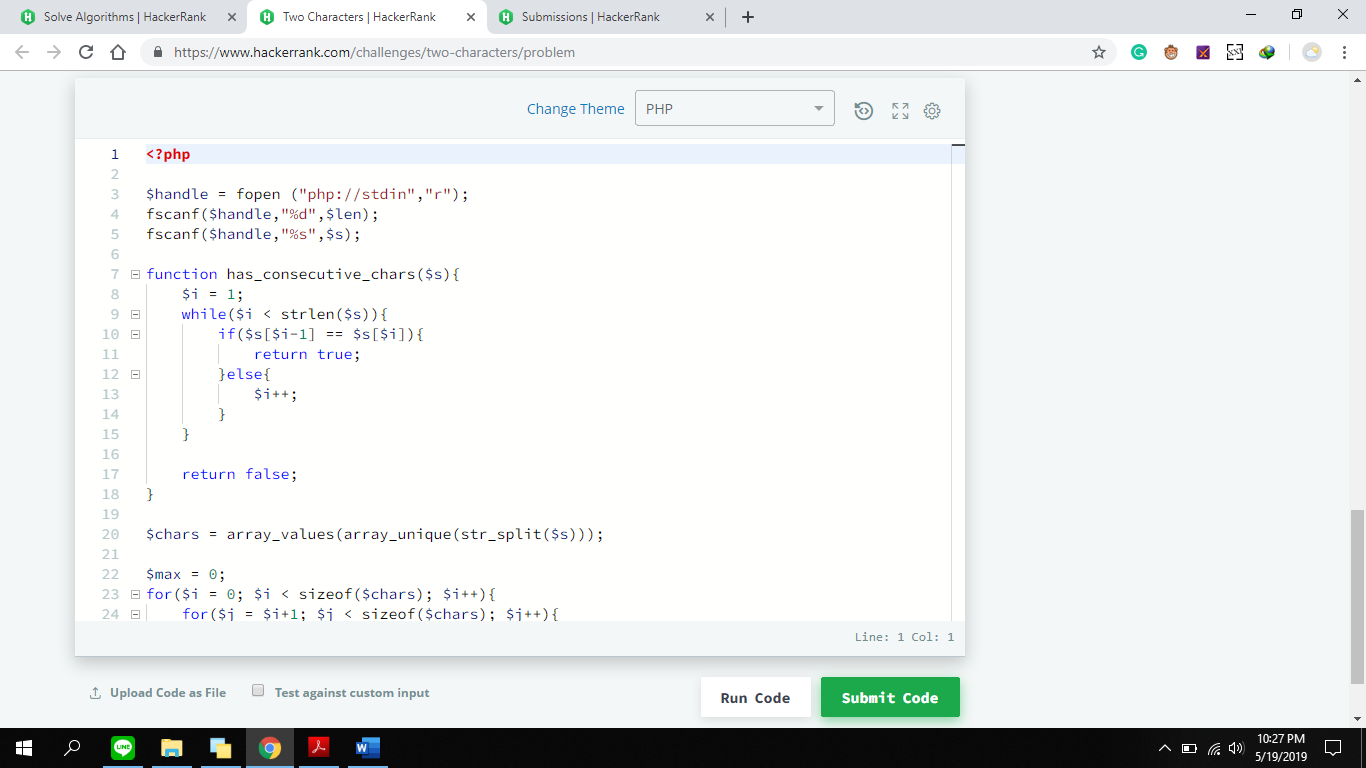 Solve Algorithms | HackerRank
Two Characters | HackerRank
Submissions | HackerRank
https://www.hackerrank.com/challenges/two-characters/problem
Change Theme PHP
1 <?php
2
3 $handle = fopen ("php://stdin","r");
4 fscanf($handle,"%d",$len);
5 fscanf($handle,"%s",$s);
6
7 function has_consecutive_chars($s){
8 $i = 1;
9 while($i < strlen($s)){
10 if($s[$i-1] == $s[$i]){
11 return true;
12 }else{
13 $i++;
14 }
15 }
16
17 return false;
18 }
19
20 $chars = array_values(array_unique(str_split($s)));
21
22 $max = 0;
23 for($i = 0; $i < sizeof($chars); $i++){
24 for($j = $i+1; $j < sizeof($chars); $j++){
Line: 1 Col: 1
Upload Code as File Test against custom input Run Code Submit Code
LINE
W
10:27 PM
5/19/2019